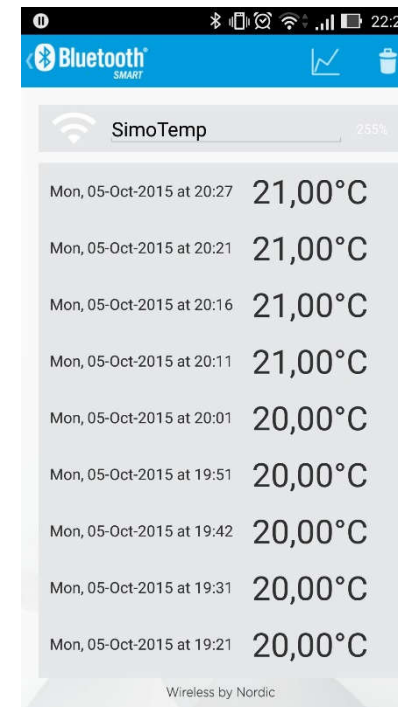 22:2
Bluetooth®
SMART
SimoTemp 255%
Mon, 05-Oct-2015 at 20:27 21,00°C
Mon, 05-Oct-2015 at 20:21 21,00°C
Mon, 05-Oct-2015 at 20:16 21,00°C
Mon, 05-Oct-2015 at 20:11 21,00°C
Mon, 05-Oct-2015 at 20:01 20,00°C
Mon, 05-Oct-2015 at 19:51 20,00°C
Mon, 05-Oct-2015 at 19:42 20,00°C
Mon, 05-Oct-2015 at 19:31 20,00°C
Mon, 05-Oct-2015 at 19:21 20,00°C
Wireless by Nordic